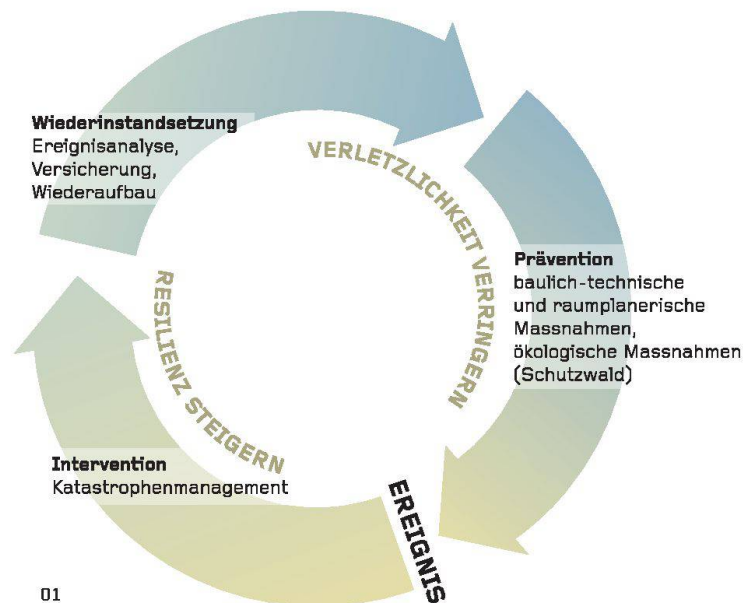 Wiederinstandsetzung
Ereignisanalyse,
Versicherung,
Wiederaufbau
VERLETZLICHKEIT VERRINGERN
Prävention
baulich-technische
und raumplanerische
Massnahmen,
ökologische Massnahmen
(Schutzwald)
RESILIENZ STEIGERN
Intervention
Katastrophenmanagement
EREIGNIS
01